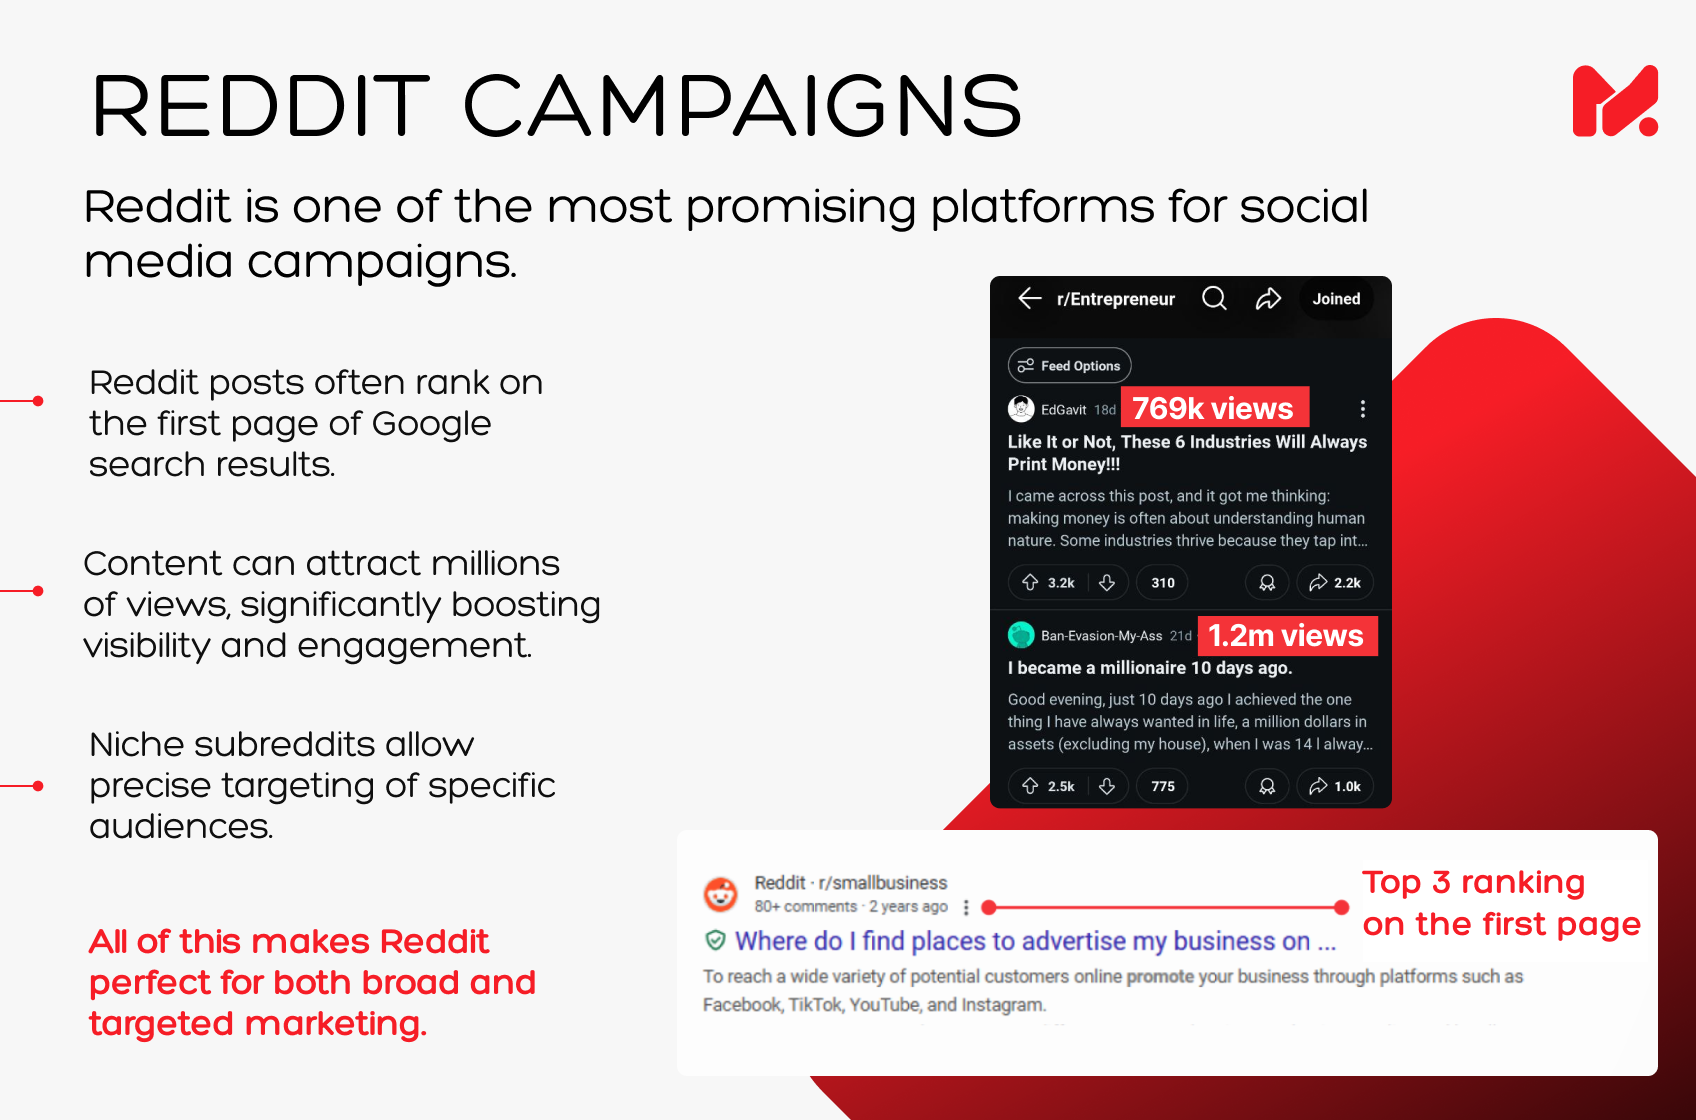 REDDIT CAMPAIGNS
Reddit is one of the most promising platforms for social
media campaigns.
Reddit posts often rank on
the first page of Google
search results.
Content can attract millions
of views, significantly boosting
visibility and engagement.
Niche subreddits allow
precise targeting of specific
audiences.
All of this makes Reddit
perfect for both broad and
targeted marketing.
r/Entrepreneur
Joined
Feed Options
EdGavit 18d
769k views
Like It or Not, These 6 Industries Will Always
Print Money!!!
I came across this post, and it got me thinking:
making money is often about understanding human
nature. Some industries thrive because they tap int...
3.2k 310 2.2k
Ban-Evasion-My-Ass 21d
1.2m views
I became a millionaire 10 days ago.
Good evening, just 10 days ago I achieved the one
thing I have always wanted in life, a million dollars in
assets (excluding my house), when I was 14 I alway...
2.5k 775 1.0k
Reddit · r/smallbusiness
80+ comments · 2 years ago
Top 3 ranking
on the first page
Where do I find places to advertise my business on ...
To reach a wide variety of potential customers online promote your business through platforms such as
Facebook, TikTok, YouTube, and Instagram.